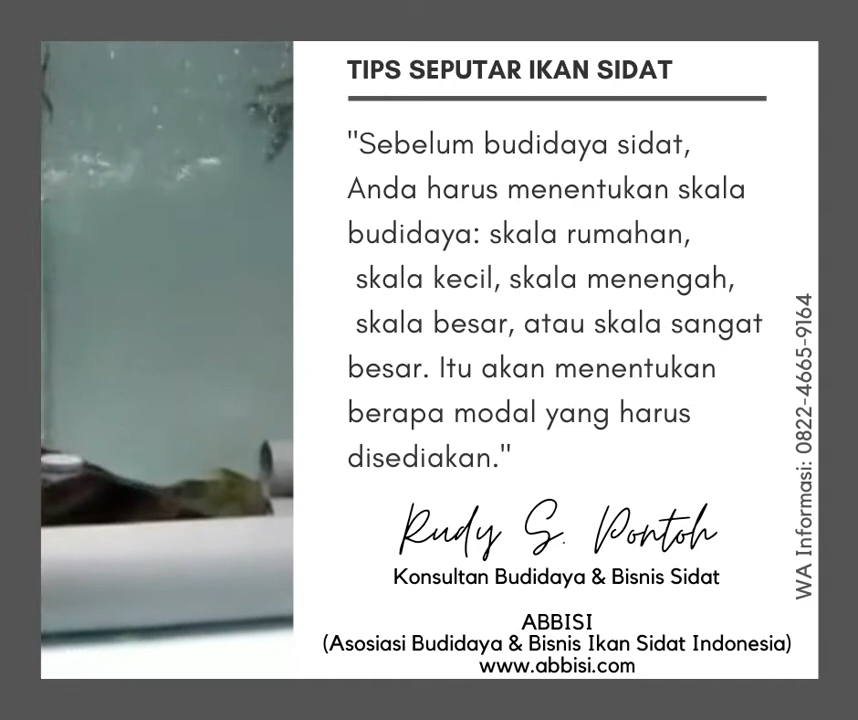 TIPS SEPUTAR IKAN SIDAT
"Sebelum budidaya sidat,
Anda harus menentukan skala
budidaya: skala rumahan,
skala kecil, skala menengah,
skala besar, atau skala sangat
besar. Itu akan menentukan
berapa modal yang harus
disediakan."
Rudy S. Pontoh
Konsultan Budidaya & Bisnis Sidat
ABBISI
(Asosiasi Budidaya & Bisnis Ikan Sidat Indonesia)
www.abbisi.com
WA Informasi: 0822-4665-9164